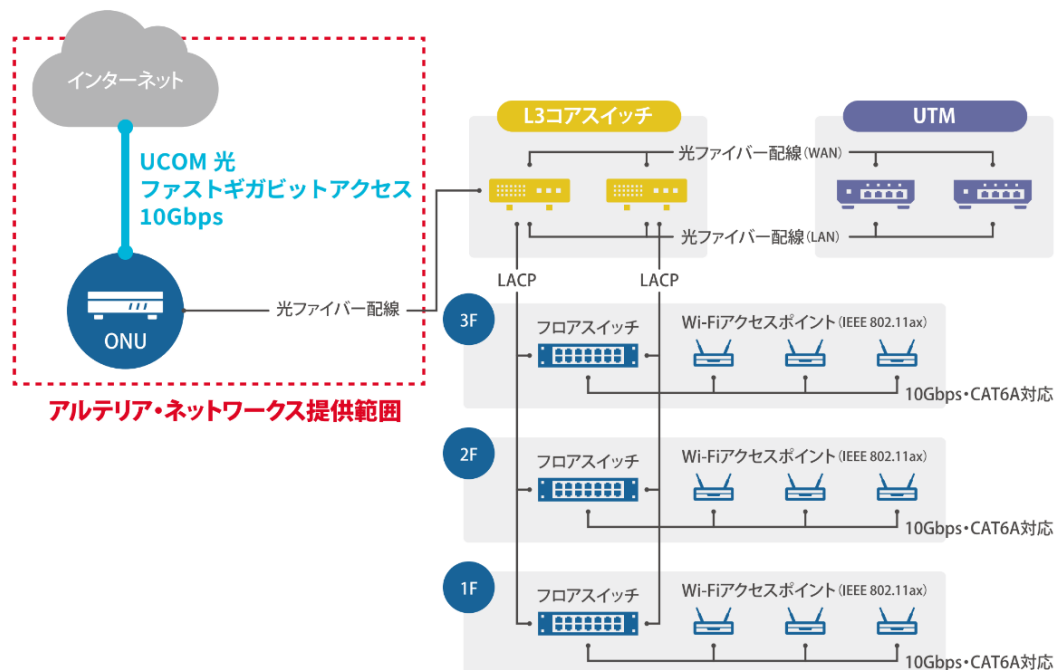 インターネット
UCOM 光
ファストギガビットアクセス
10Gbps
ONU
光ファイバー配線
アルテリア・ネットワークス提供範囲
L3コアスイッチ
UTM
光ファイバー配線(WAN)
光ファイバー配線(LAN)
LACP
LACP
3F
フロアスイッチ
Wi-Fiアクセスポイント(IEEE 802.11ax)
10Gbps・CAT6A対応
2F
フロアスイッチ
Wi-Fiアクセスポイント(IEEE 802.11ax)
10Gbps・CAT6A対応
1F
フロアスイッチ
Wi-Fiアクセスポイント(IEEE 802.11ax)
10Gbps・CAT6A対応